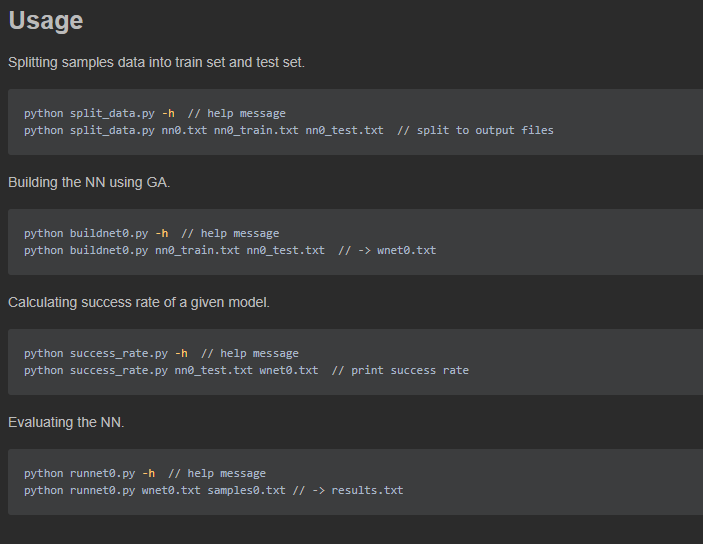 Usage
Splitting samples data into train set and test set.
python split_data.py -h  // help message
python split_data.py nn0.txt nn0_train.txt nn0_test.txt  // split to output files
Building the NN using GA.
python buildnet0.py -h  // help message
python buildnet0.py nn0_train.txt nn0_test.txt  // -> wnet0.txt
Calculating success rate of a given model.
python success_rate.py -h  // help message
python success_rate.py nn0_test.txt wnet0.txt  // print success rate
Evaluating the NN.
python runnet0.py -h  // help message
python runnet0.py wnet0.txt samples0.txt // -> results.txt